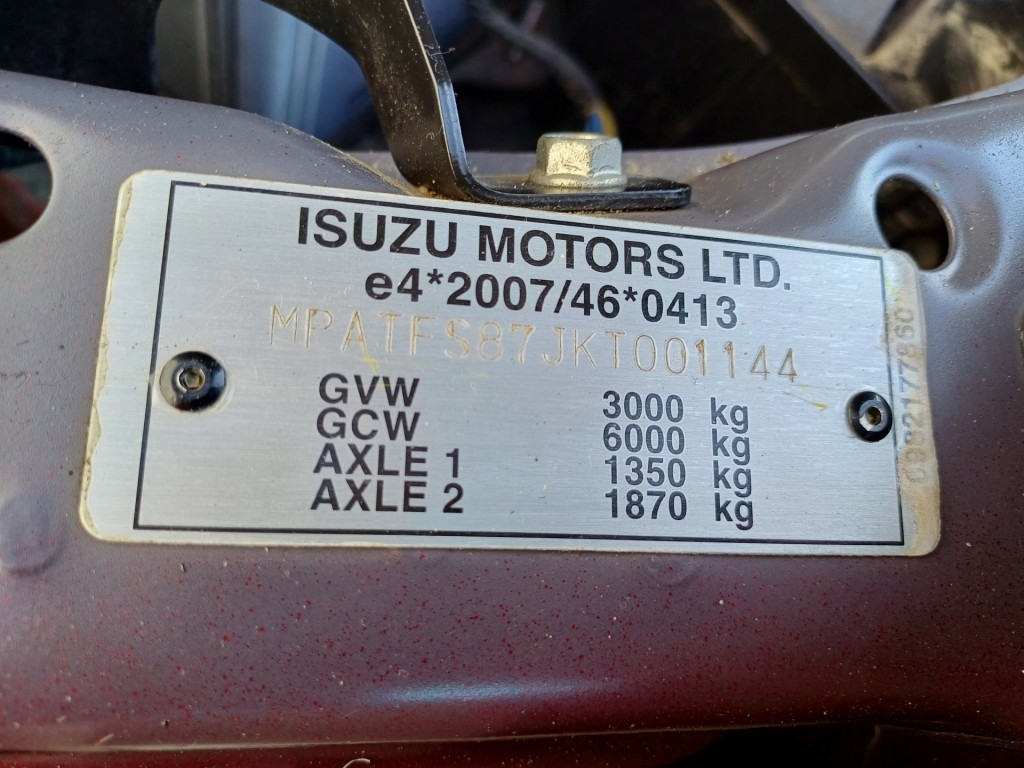 ISUZU MOTORS LTD.
e4*2007/46*0413
MPATFS87JKT001144
GVW 3000 kg
GCW 6000 kg
AXLE 1 1350 kg
AXLE 2 1870 kg